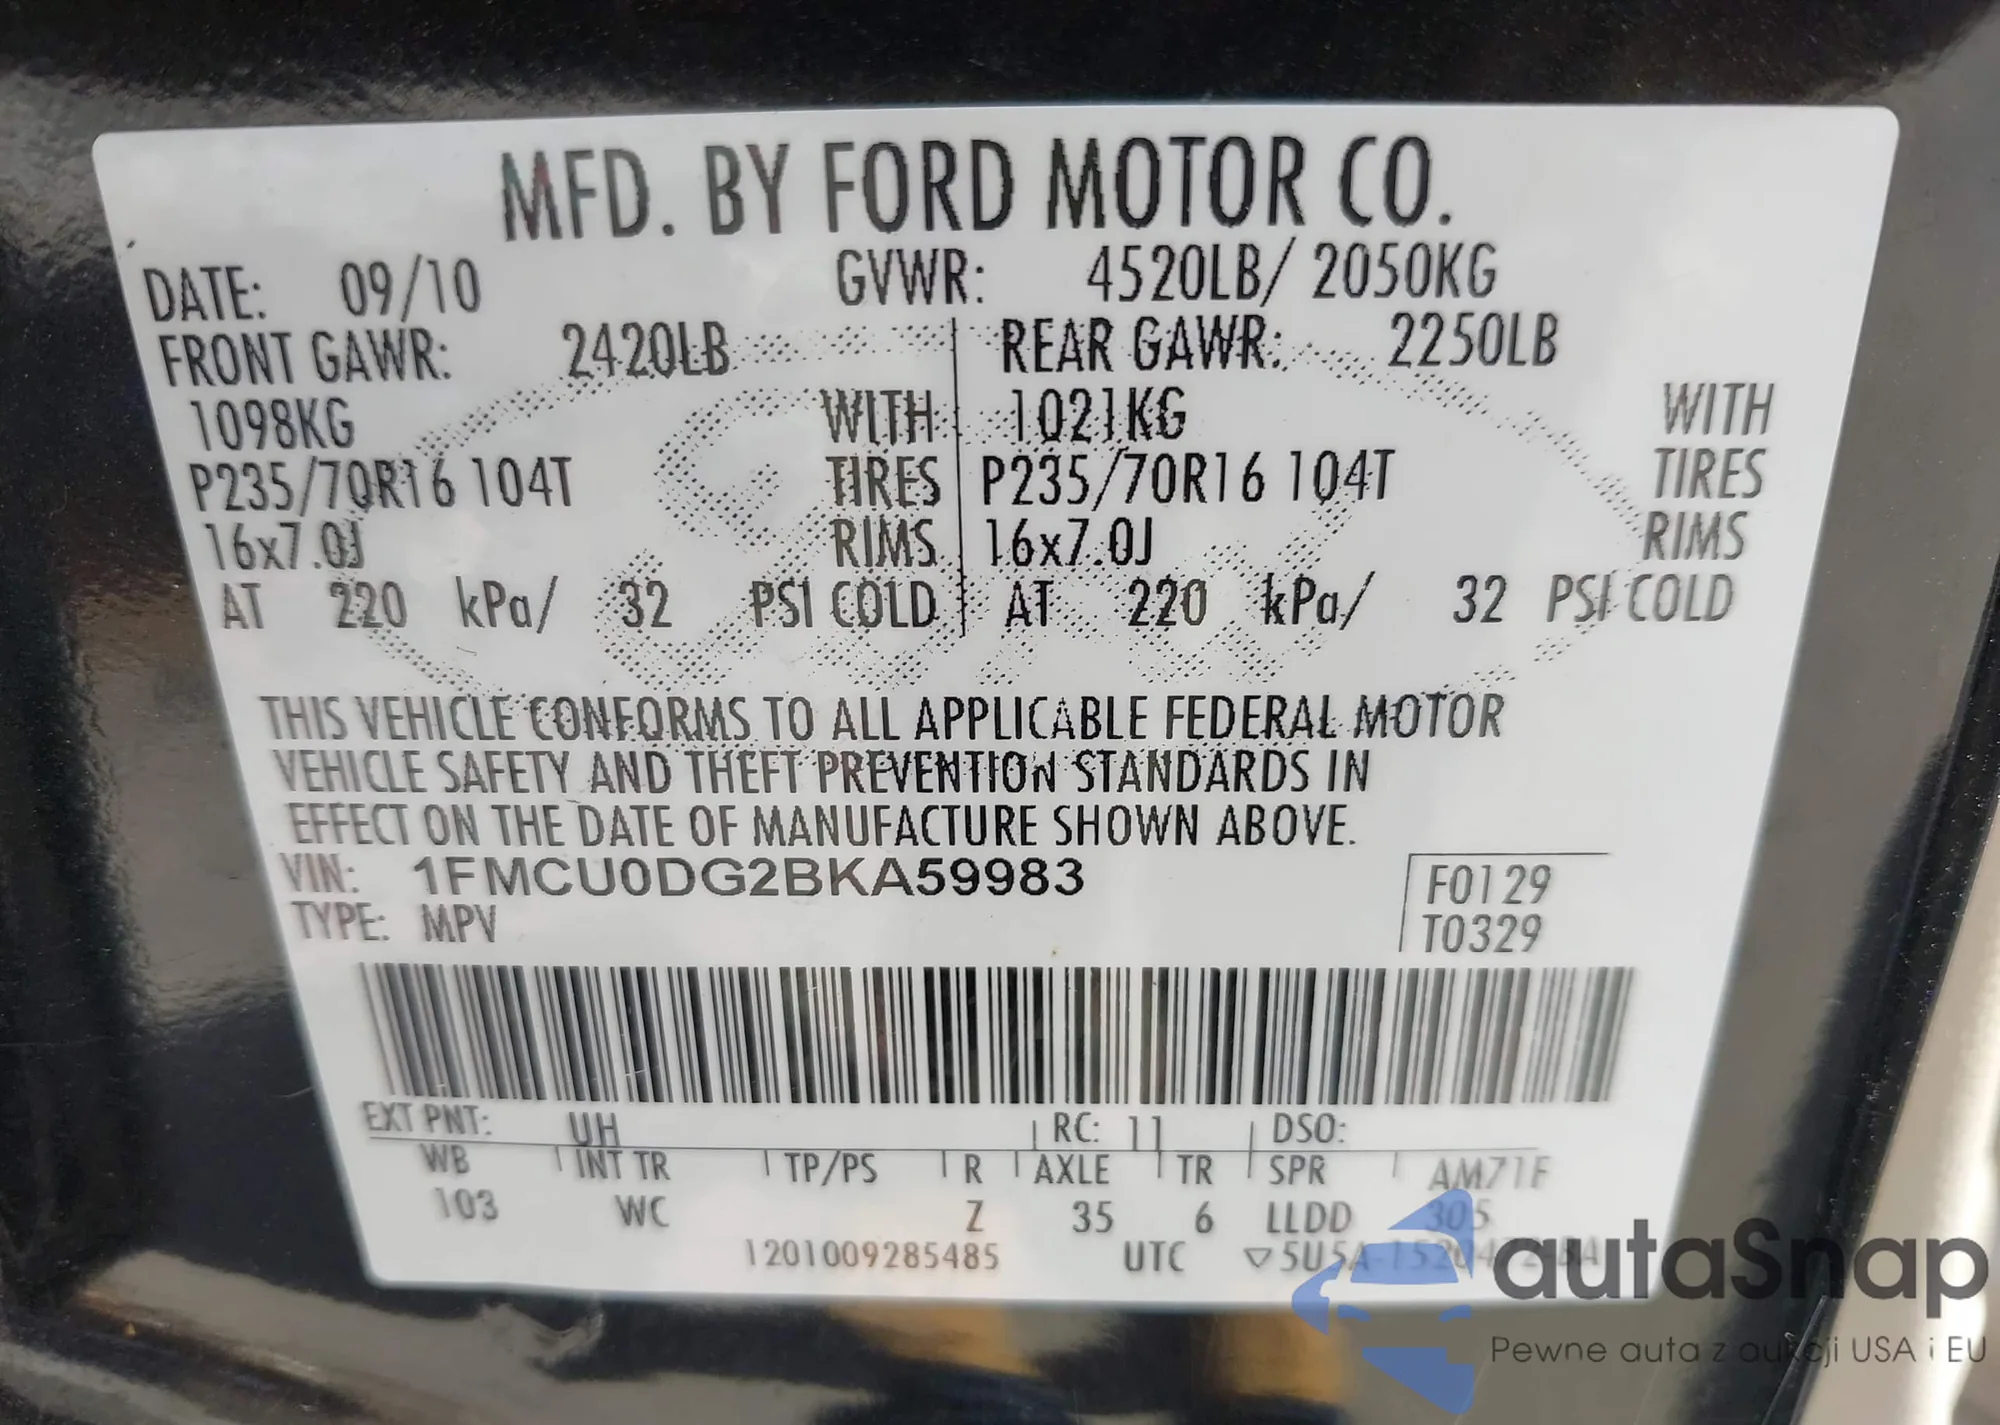 MFD. BY FORD MOTOR CO.
DATE: 09/10 GVWR: 4520LB/ 2050KG
FRONT GAWR: 2420LB REAR GAWR: 2250LB
1098KG WITH 1021KG WITH
P235/70R16 104T TIRES P235/70R16 104T TIRES
16x7.0J RIMS 16x7.0J RIMS
AT 220 kPa/ 32 PSI COLD AT 220 kPa/ 32 PSI COLD
THIS VEHICLE CONFORMS TO ALL APPLICABLE FEDERAL MOTOR
VEHICLE SAFETY AND THEFT PREVENTION STANDARDS IN
EFFECT ON THE DATE OF MANUFACTURE SHOWN ABOVE.
VIN: 1FMCU0DG2BKA59983
F0129
TYPE: MPV
T0329
EXT PNT: UH RC: 11 DSO:
WB INT TR TP/PS R AXLE TR SPR AM71F
103 WC Z 35 6 LLDD 305
1201009285485 UTC
autaSnap
Pewne auta z aukcji USA i EU